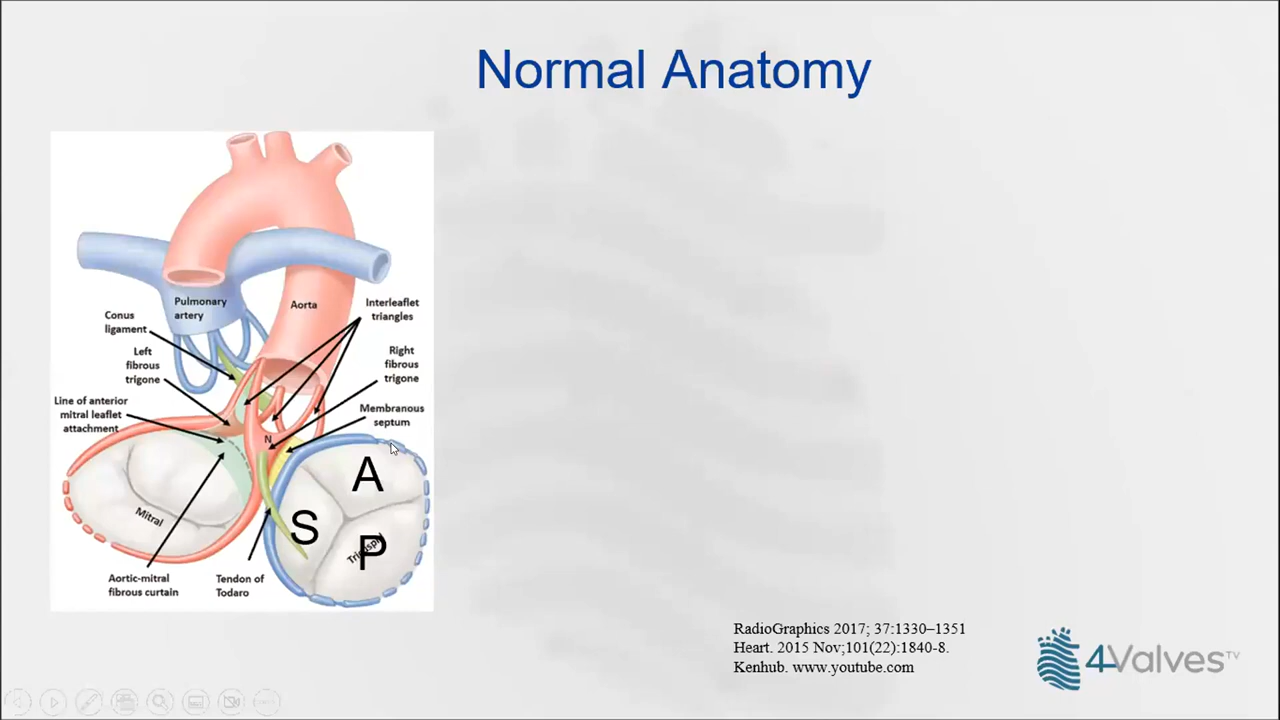 Normal Anatomy
Pulmonary
artery
Aorta
Interleaflet
triangles
Conus
ligament
Left
fibrous
trigone
Right
fibrous
trigone
Line of anterior
mitral leaflet
attachment
Membranous
septum
N
A
S
P
Mitral
Aortic-mitral
fibrous curtain
Tendon of
Todaro
RadioGraphics 2017; 37:1330–1351
Heart. 2015 Nov;101(22):1840-8.
Kenhub. www.youtube.com
4Valves TV